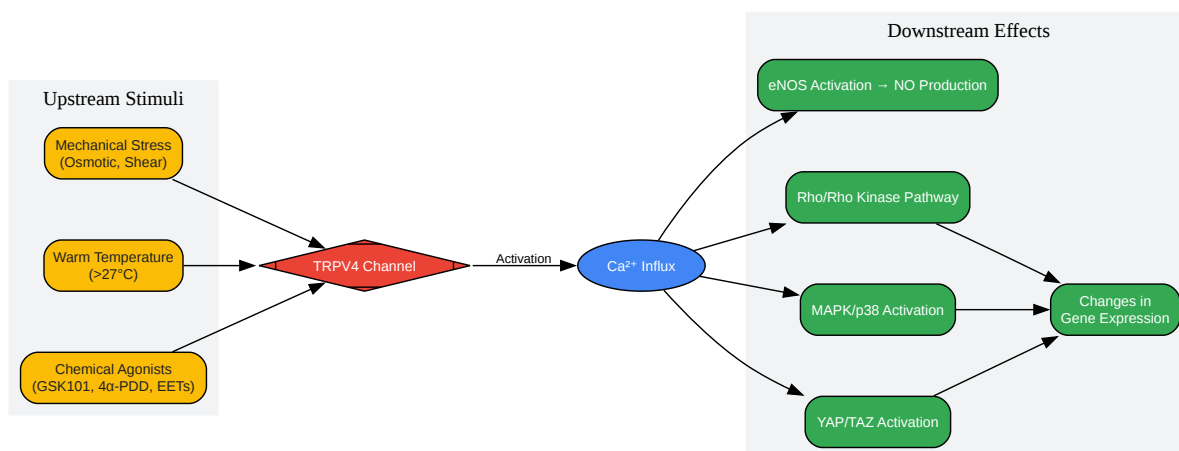 Upstream Stimuli
Mechanical Stress
(Osmotic, Shear)
Warm Temperature
(>27°C)
Chemical Agonists
(GSK101, 4α-PDD, EETs)
TRPV4 Channel
Activation
Ca²⁺ Influx
Downstream Effects
eNOS Activation → NO Production
Rho/Rho Kinase Pathway
MAPK/p38 Activation
YAP/TAZ Activation
Changes in
Gene Expression